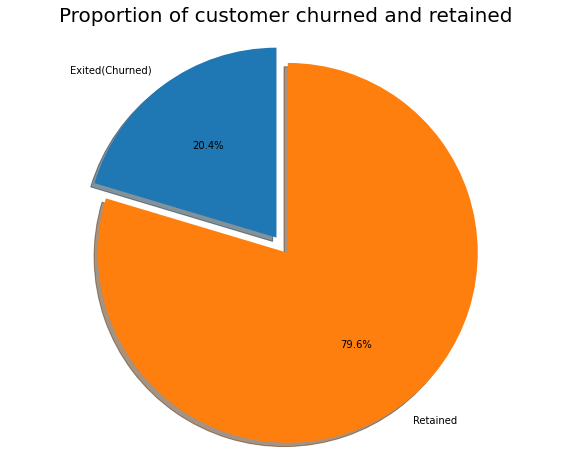 Proportion of customer churned and retained
Exited(Churned)
20.4%
79.6%
Retained